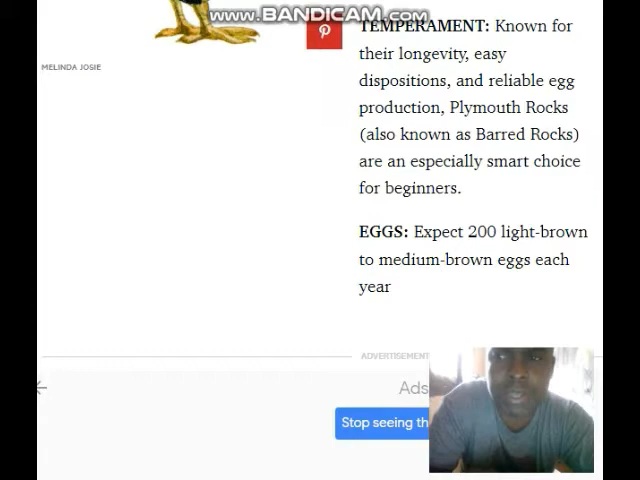 www.BANDICAM.com
TEMPERAMENT: Known for
their longevity, easy
dispositions, and reliable egg
production, Plymouth Rocks
(also known as Barred Rocks)
are an especially smart choice
for beginners.
MELINDA JOSIE
EGGS: Expect 200 light-brown
to medium-brown eggs each
year
ADVERTISEMENT
Ads
Stop seeing th